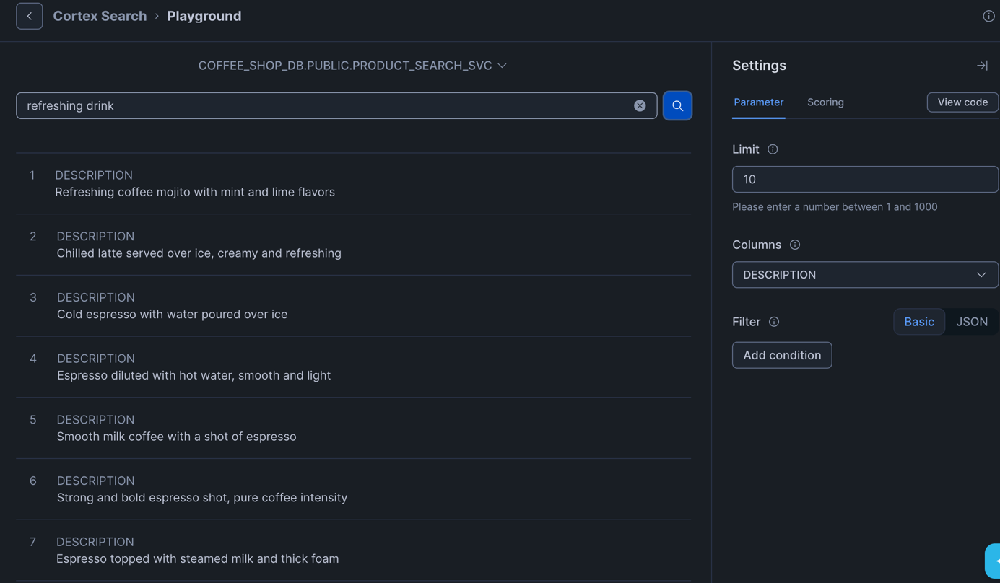 Cortex Search › Playground
COFFEE_SHOP_DB.PUBLIC.PRODUCT_SEARCH_SVC
refreshing drink
1 DESCRIPTION
Refreshing coffee mojito with mint and lime flavors
2 DESCRIPTION
Chilled latte served over ice, creamy and refreshing
3 DESCRIPTION
Cold espresso with water poured over ice
4 DESCRIPTION
Espresso diluted with hot water, smooth and light
5 DESCRIPTION
Smooth milk coffee with a shot of espresso
6 DESCRIPTION
Strong and bold espresso shot, pure coffee intensity
7 DESCRIPTION
Espresso topped with steamed milk and thick foam
Settings
Parameter Scoring View code
Limit
10
Please enter a number between 1 and 1000
Columns
DESCRIPTION
Filter Basic JSON
Add condition